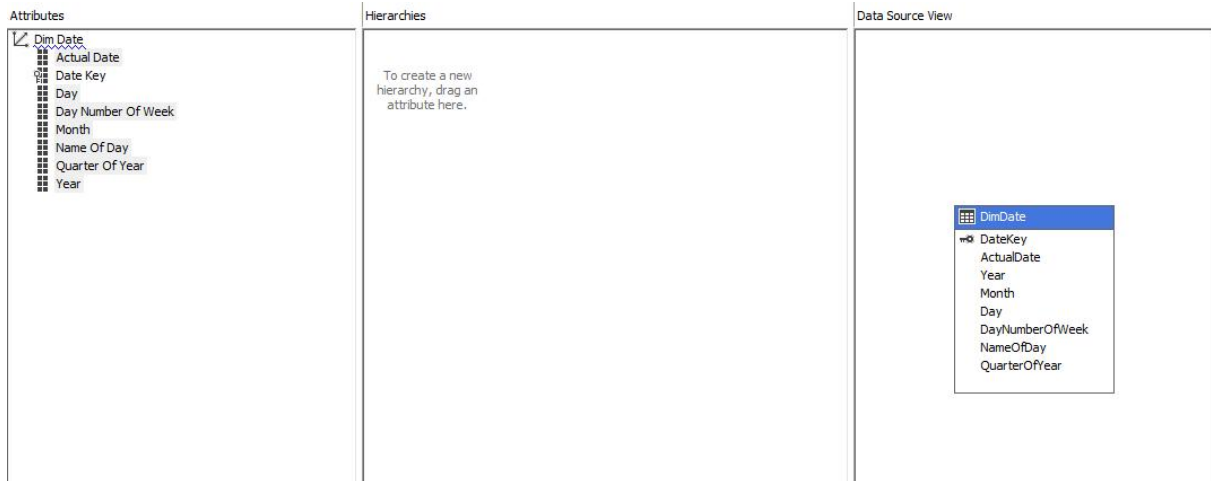 Attributes
Dim Date
Actual Date
Date Key
Day
Day Number Of Week
Month
Name Of Day
Quarter Of Year
Year
Hierarchies
To create a new
hierarchy, drag an
attribute here.
Data Source View
DimDate
DateKey
ActualDate
Year
Month
Day
DayNumberOfWeek
NameOfDay
QuarterOfYear